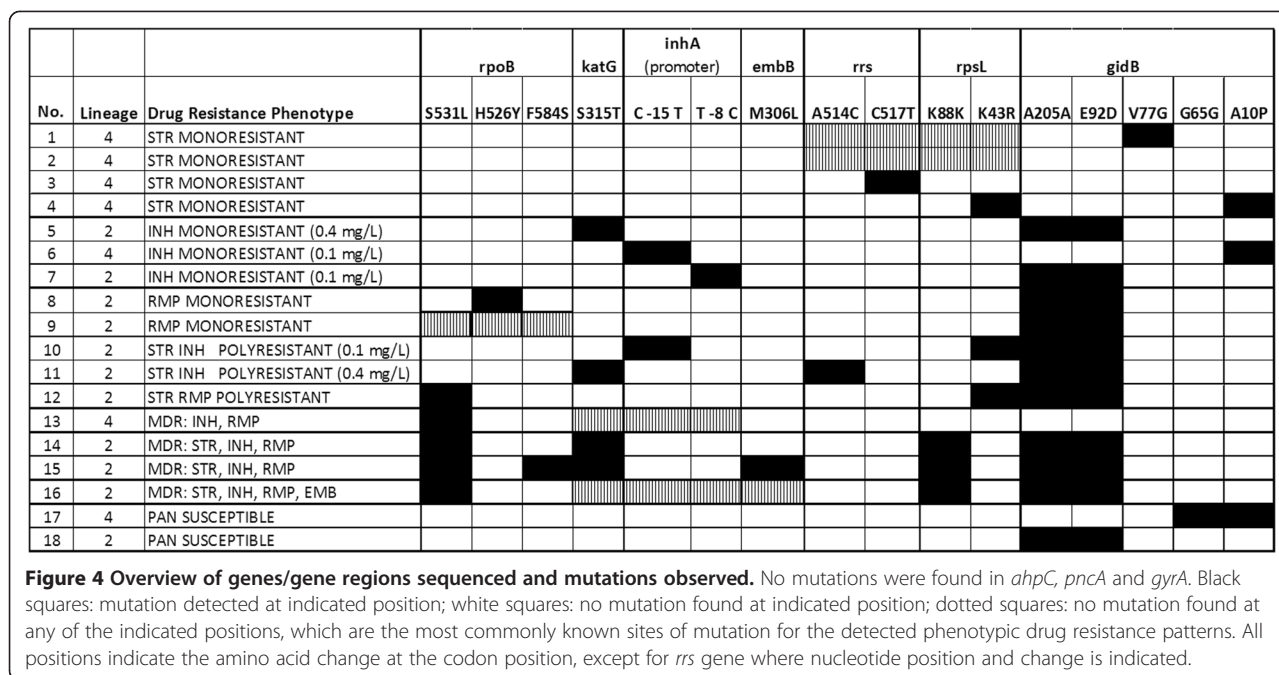 inhA
rpoB katG (promoter) embB rrs rpsL gidB
No. Lineage Drug Resistance Phenotype S531L H526Y F584S S315T C -15 T T -8 C M306L A514C C517T K88K K43R A205A E92D V77G G65G A10P
1 4 STR MONORESISTANT
2 4 STR MONORESISTANT
3 4 STR MONORESISTANT
4 4 STR MONORESISTANT
5 2 INH MONORESISTANT (0.4 mg/L)
6 4 INH MONORESISTANT (0.1 mg/L)
7 2 INH MONORESISTANT (0.1 mg/L)
8 2 RMP MONORESISTANT
9 2 RMP MONORESISTANT
10 2 STR INH POLYRESISTANT (0.1 mg/L)
11 2 STR INH POLYRESISTANT (0.4 mg/L)
12 2 STR RMP POLYRESISTANT
13 4 MDR: INH, RMP
14 2 MDR: STR, INH, RMP
15 2 MDR: STR, INH, RMP
16 2 MDR: STR, INH, RMP, EMB
17 4 PAN SUSCEPTIBLE
18 2 PAN SUSCEPTIBLE
Figure 4 Overview of genes/gene regions sequenced and mutations observed. No mutations were found in ahpC, pncA and gyrA. Black
squares: mutation detected at indicated position; white squares: no mutation found at indicated position; dotted squares: no mutation found at
any of the indicated positions, which are the most commonly known sites of mutation for the detected phenotypic drug resistance patterns. All
positions indicate the amino acid change at the codon position, except for rrs gene where nucleotide position and change is indicated.